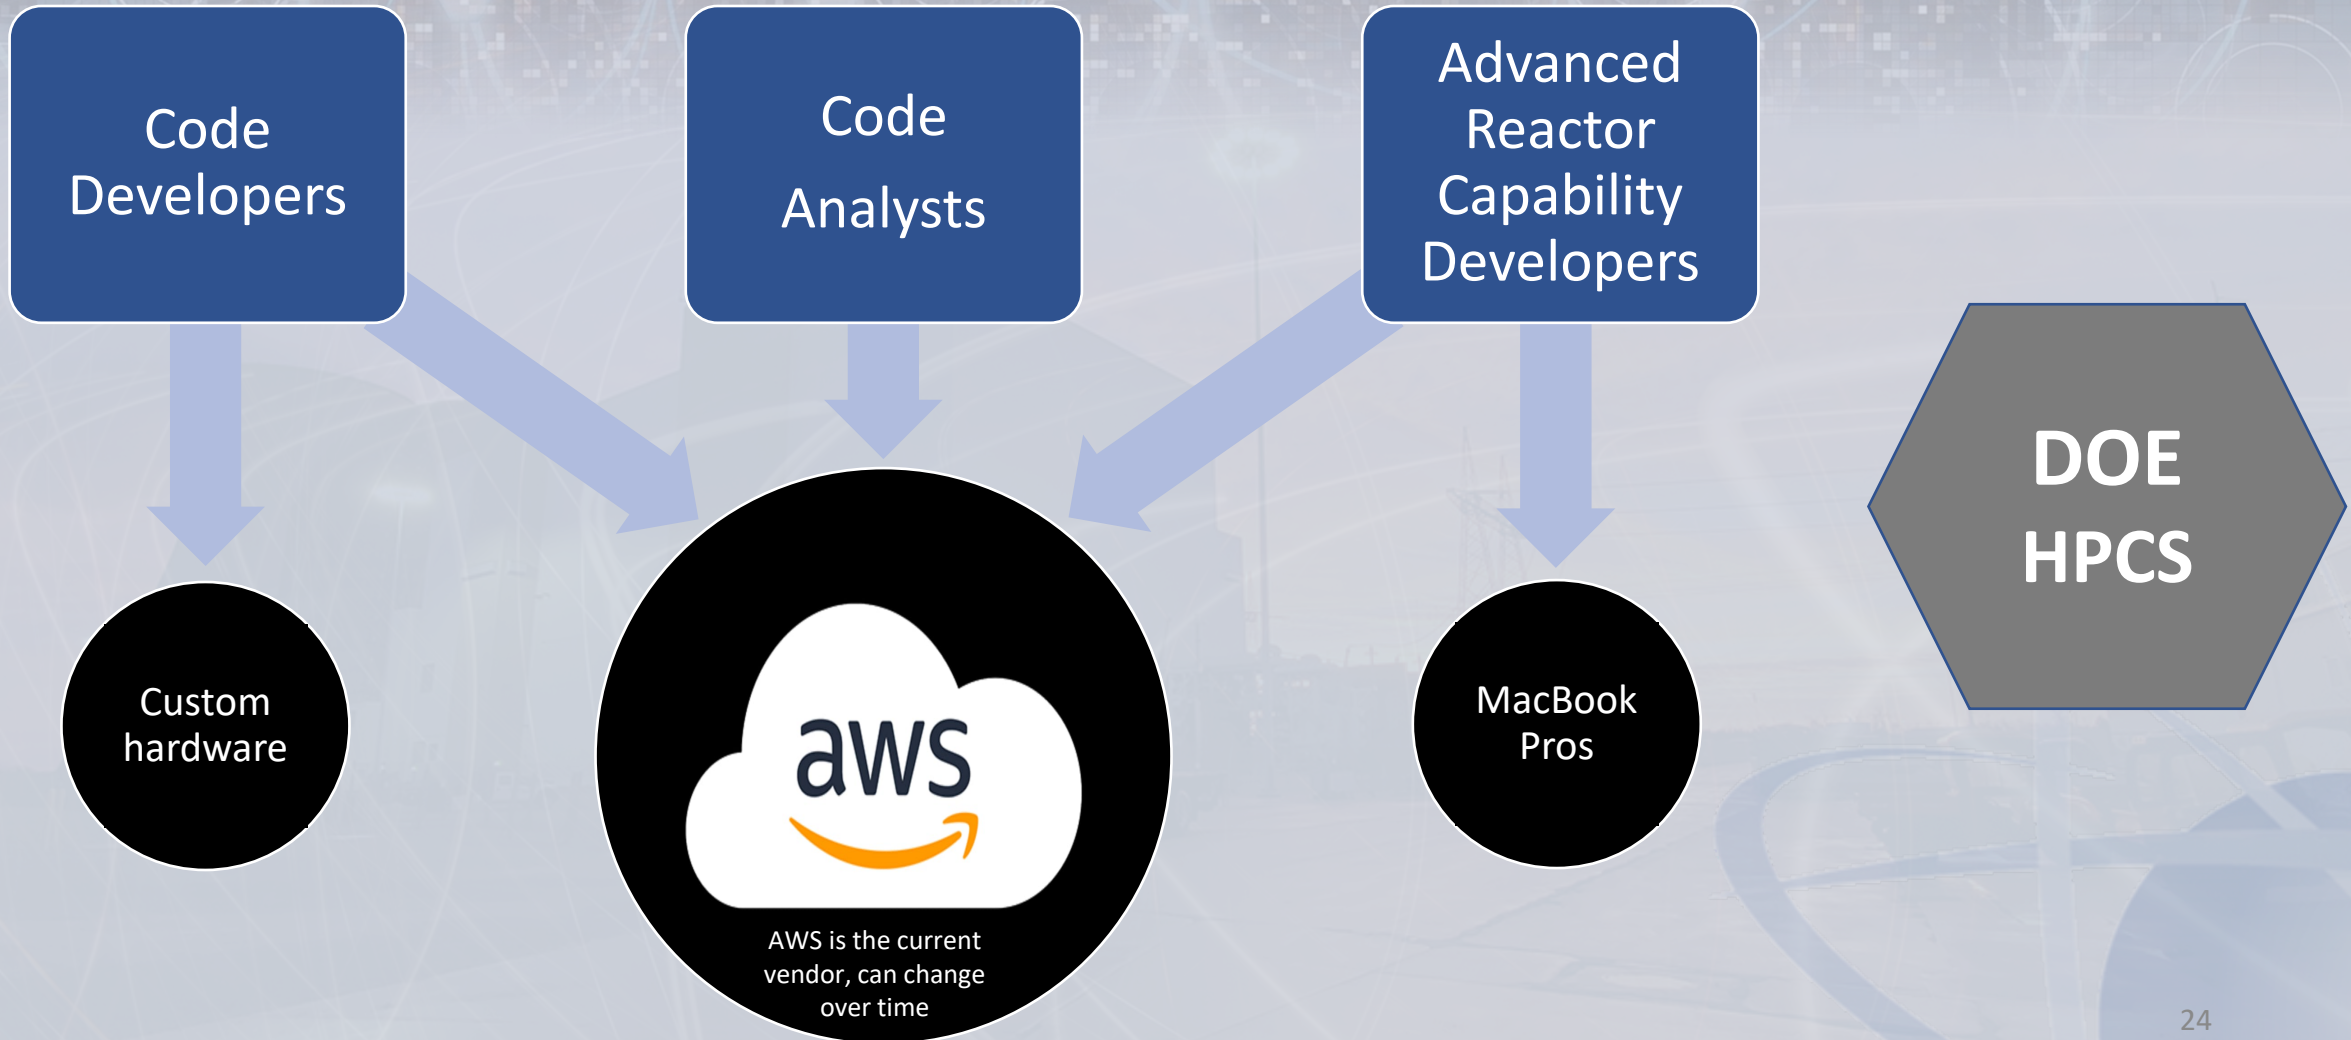 Code
Developers
Code
Analysts
Advanced
Reactor
Capability
Developers
DOE
HPCS
Custom
hardware
aws
AWS is the current
vendor, can change
over time
MacBook
Pros
24